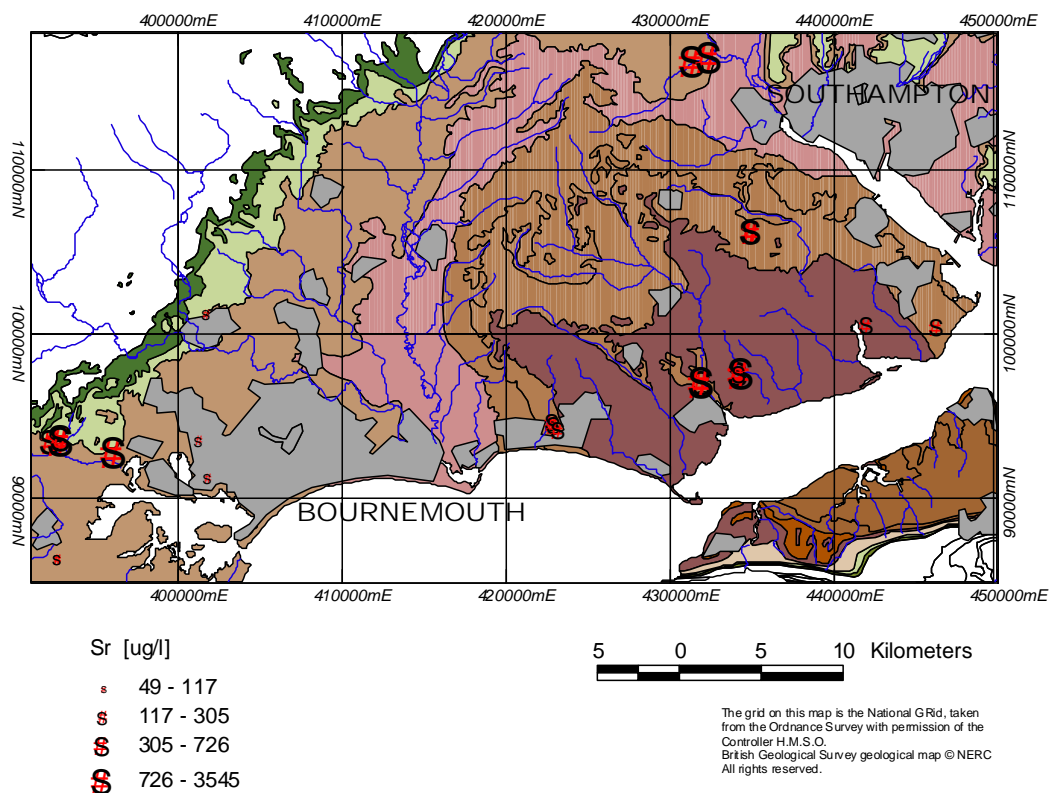 400000mE 410000mE 420000mE 430000mE 440000mE 450000mE
SOUTHAMPTON
110000mN 110000mN
100000mN 100000mN
90000mN 90000mN
BOURNEMOUTH
400000mE 410000mE 420000mE 430000mE 440000mE 450000mE
Sr [ug/l]
s 49 - 117
s 117 - 305
S 305 - 726
S 726 - 3545
5 0 5 10 Kilometers
The grid on this map is the National GRid, taken
from the Ordnance Survey with permission of the
Controller H.M.S.O.
British Geological Survey geological map © NERC
All rights reserved.